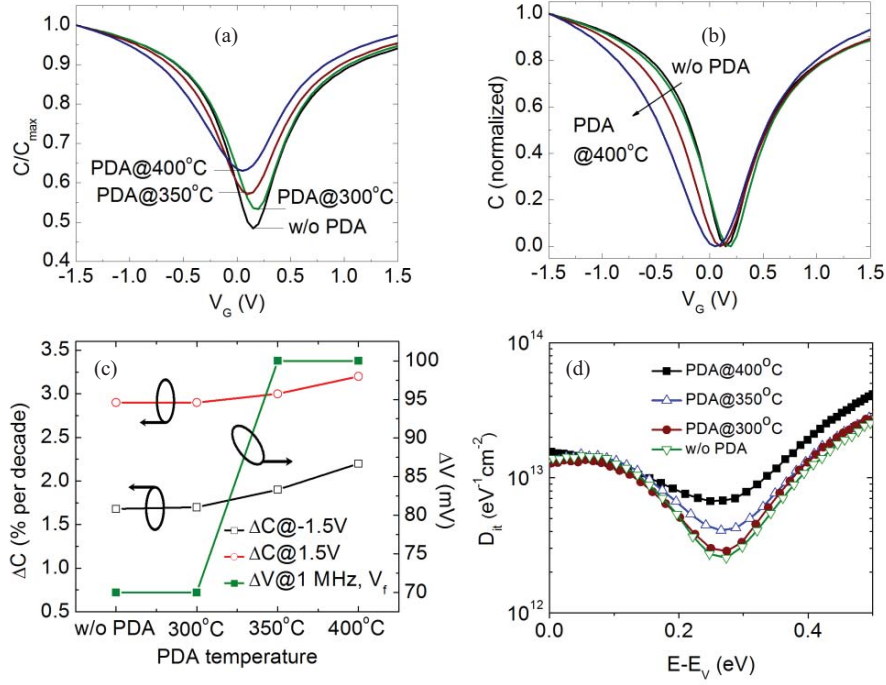 (a)
C/Cmax
1.0
0.9
0.8
0.7
0.6
0.5
0.4
PDA@400°C
PDA@350°C
PDA@300°C
w/o PDA
-1.5 -1.0 -0.5 0.0 0.5 1.0 1.5
VG (V)
(b)
C (normalized)
1.0
0.8
0.6
0.4
0.2
0.0
w/o PDA
PDA
@400°C
-1.5 -1.0 -0.5 0.0 0.5 1.0 1.5
VG (V)
(c)
ΔC (% per decade)
3.5
3.0
2.5
2.0
1.5
1.0
0.5
100
95
90
85
80
75
70
ΔV (mV)
ΔC@-1.5V
ΔC@1.5V
ΔV@1 MHz, Vf
w/o PDA 300°C 350°C 400°C
PDA temperature
(d)
Dit (eV-1cm-2)
10^14
10^13
10^12
PDA@400°C
PDA@350°C
PDA@300°C
w/o PDA
0.0 0.2 0.4
E-EV (eV)